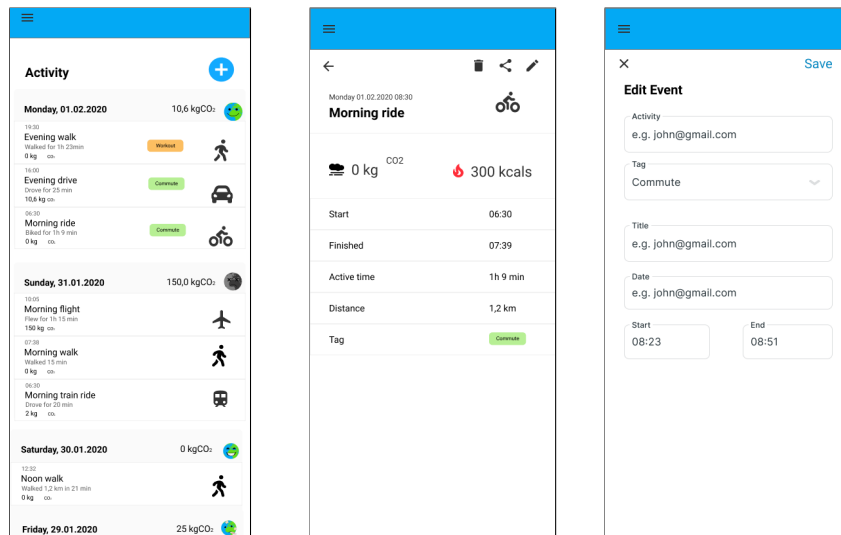 Activity
Monday, 01.02.2020 10,6 kgCO₂
19:30
Evening walk
Walked for 1h 23min
Workout
0 kg co₂
16:00
Evening drive
Drove for 25 min
Commute
10,6 kg co₂
06:30
Morning ride
Biked for 1h 9 min
Commute
0 kg co₂
Sunday, 31.01.2020 150,0 kgCO₂
10:05
Morning flight
Flew for 1h 15 min
150 kg co₂
07:38
Morning walk
Walked 15 min
0 kg co₂
06:30
Morning train ride
Drove for 20 min
2 kg co₂
Saturday, 30.01.2020 0 kgCO₂
12:32
Noon walk
Walked 1,2 km in 21 min
0 kg co₂
Friday, 29.01.2020 25 kgCO₂
Monday 01.02.2020 08:30
Morning ride
0 kg CO2 300 kcals
Start 06:30
Finished 07:39
Active time 1h 9 min
Distance 1,2 km
Tag Commute
Save
Edit Event
Activity
e.g. john@gmail.com
Tag
Commute
Title
e.g. john@gmail.com
Date
e.g. john@gmail.com
Start End
08:23 08:51